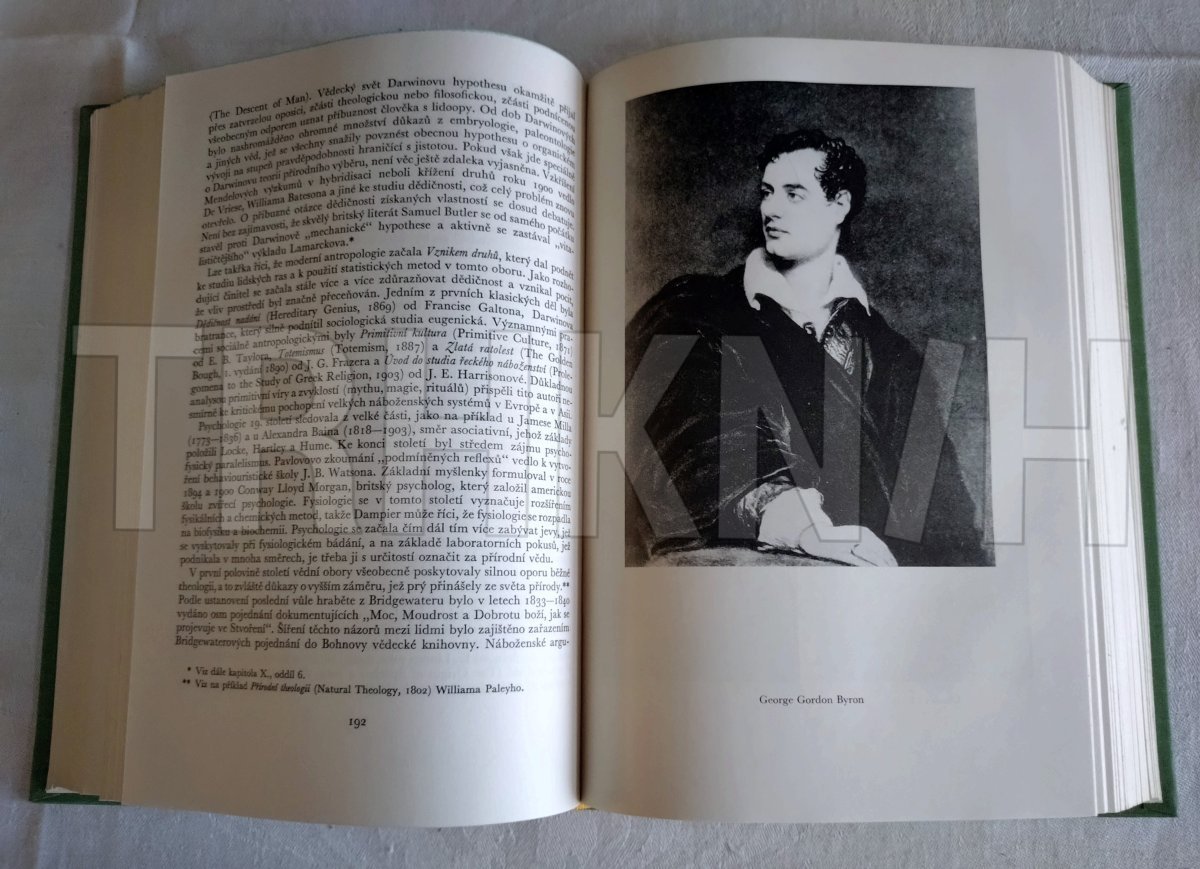 (The Descent of Man). Vědecký svět Darwinovu hypothesu okamžitě přijal
přes zatvrzelou oposici, zčásti theologickou nebo filosofickou, zčásti podnícenou
všeobecným odporem uznat příbuznost člověka s lidoopy. Od dob Darwinových
bylo nashromážděno ohromné množství důkazů z embryologie, paleontologie
a jiných věd, jež se všechny snažily povznést obecnou hypothesu o organickém
vývoji na stupeň pravděpodobnosti hraničící s jistotou. Pokud však jde speciálně
o Darwinovu teorii přírodního výběru, není věc ještě zdaleka vyjasněna. Vzkříšení
Mendelových výzkumů v hybridisaci neboli křížení druhů roku 1900 vedlo
De Vriese, Williama Batesona a jiné ke studiu dědičnosti, což celý problém znovu
otevřelo. O příbuzné otázce dědičnosti získaných vlastností se dosud debatuje.
Není bez zajímavosti, že skvělý britský literát Samuel Butler se od samého počátku
stavěl proti Darwinově „mechanické“ hypothese a aktivně se zastával „vita-
lističtějšího“ výkladu Lamarckova.*
Lze takřka říci, že moderní antropologie začala Vznikem druhů, který dal podnět
ke studiu lidských ras a k použití statistických metod v tomto oboru. Jako rozho-
dující činitel se začala stále více a více zdůrazňovat dědičnost a vznikal pocit,
že vliv prostředí byl značně přeceňován. Jedním z prvních klasických děl byla
Dědičnost nadání (Hereditary Genius, 1869) od Francise Galtona, Darwinova
bratrance, který silně podnítil sociologická studia eugenická. Významnými pra-
cemi sociálně antropologickými byly Primitivní kultura (Primitive Culture, 1871)
od E. B. Taylora, Totemismus (Totemism, 1887) a Zlatá ratolest (The Golden
Bough, 1. vydání 1890) od J. G. Frazera a Úvod do studia řeckého náboženství (Prole-
gomena to the Study of Greek Religion, 1903) od J. E. Harrisonové. Důkladnou
analysou primitivní víry a zvyklostí (mythu, magie, rituálů) přispěli tito autoři ne-
smírně ke kritickému pochopení velkých náboženských systémů v Evropě a v Asii.
Psychologie 19. století sledovala z velké části, jako na příklad u Jamese Milla
(1773—1836) a u Alexandra Baina (1818—1903), směr asociativní, jehož základy
položili Locke, Hartley a Hume. Ke konci století byl středem zájmu psycho-
fysický paralelismus. Pavlovovo zkoumání „podmíněných reflexů“ vedlo k vytvo-
ření behaviouristické školy J. B. Watsona. Základní myšlenky formuloval v roce
1894 a 1900 Conway Lloyd Morgan, britský psycholog, který založil americkou
školu zvířecí psychologie. Fysiologie se v tomto století vyznačuje rozšířením
fysikálních a chemických metod, takže Dampier může říci, že fysiologie se rozpadla
na biofysiku a biochemii. Psychologie se začala čím dál tím více zabývat jevy, jež
se vyskytovaly při fysiologickém bádání, a na základě laboratorních pokusů, jež
podnikala v mnoha směrech, je třeba ji s určitostí označit za přírodní vědu.
V první polovině století vědní obory všeobecně poskytovaly silnou oporu běžné
theologii, a to zvláště důkazy o vyšším záměru, jež prý přinášely ze světa přírody.**
Podle ustanovení poslední vůle hraběte z Bridgewateru bylo v letech 1833—1840
vydáno osm pojednání dokumentujících „Moc, Moudrost a Dobrotu boží, jak se
projevuje ve Stvoření“. Šíření těchto názorů mezi lidmi bylo zajištěno zařazením
Bridgewaterových pojednání do Bohnovy vědecké knihovny. Náboženské argu-
* Viz dále kapitola X., oddíl 6.
** Viz na příklad Přírodní theologii (Natural Theology, 1802) Williama Paleyho.
192
George Gordon Byron